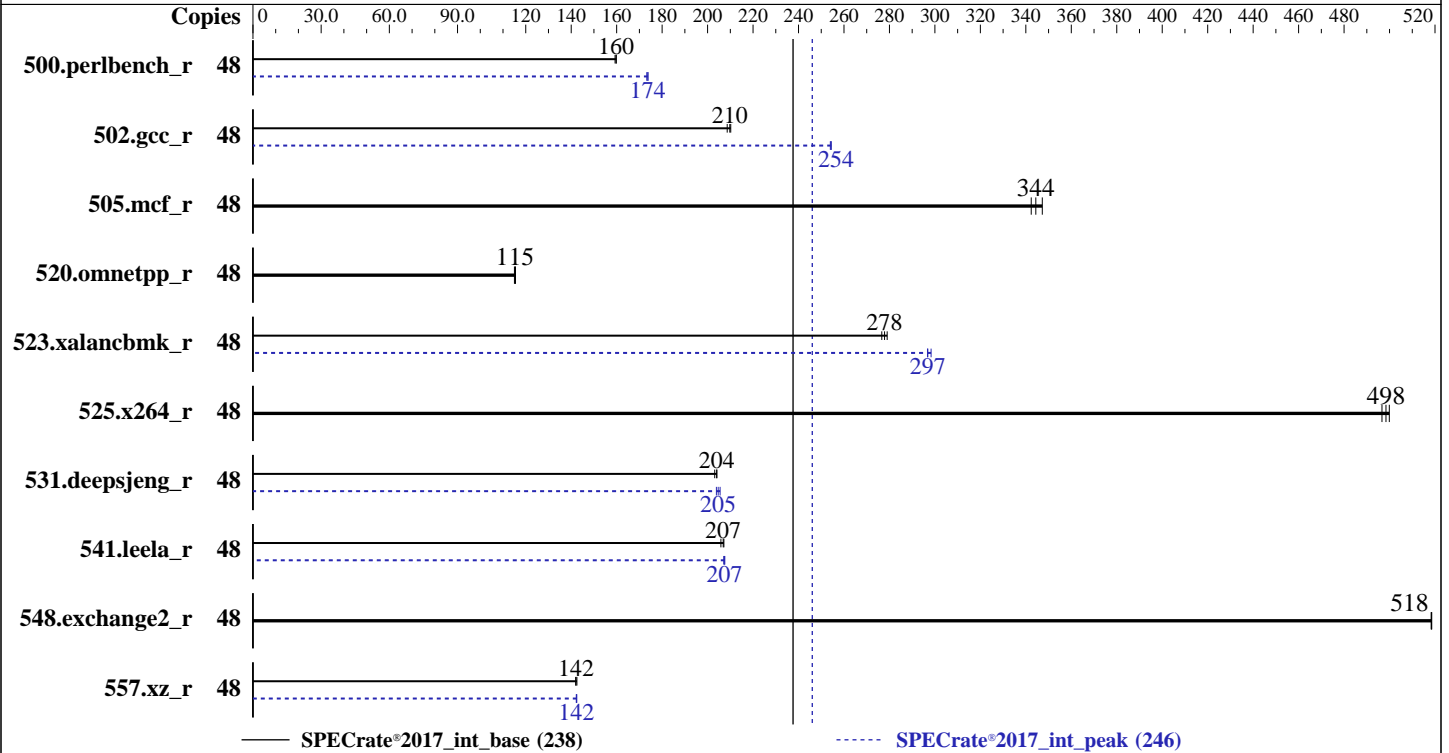 Copies 0 30.0 60.0 90.0 120 140 160 180 200 220 240 260 280 300 320 340 360 380 400 420 440 460 480 520
160
500.perlbench_r 48
174
210
502.gcc_r 48
254
344
505.mcf_r 48
115
520.omnetpp_r 48
278
523.xalancbmk_r 48
297
498
525.x264_r 48
204
531.deepsjeng_r 48
205
207
541.leela_r 48
207
518
548.exchange2_r 48
142
557.xz_r 48
142
SPECrate®2017_int_base (238) SPECrate®2017_int_peak (246)